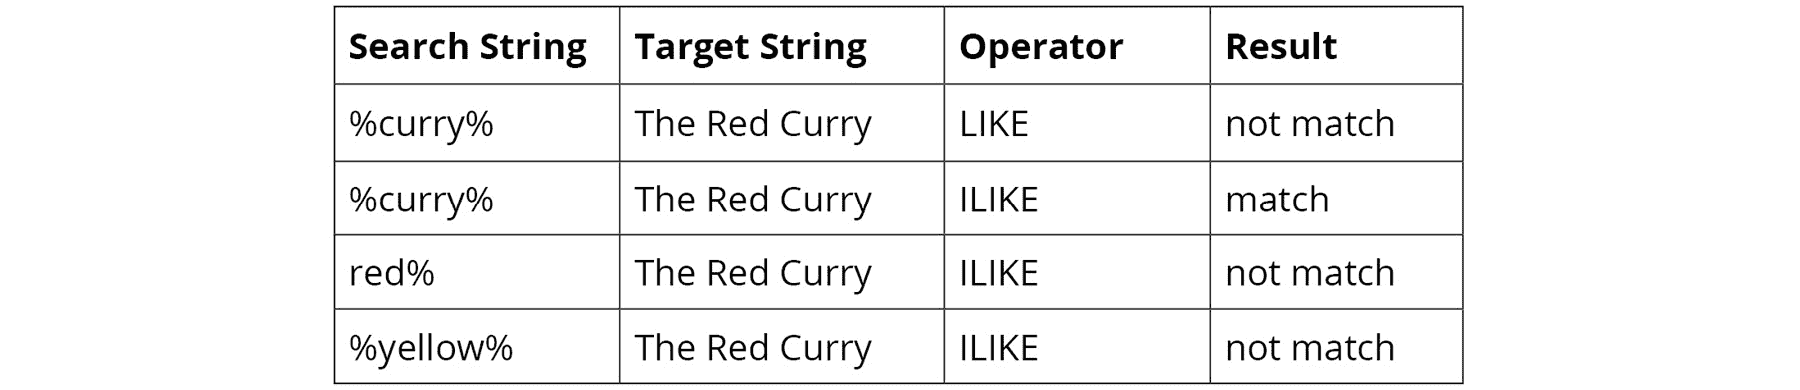 Search String Target String Operator Result
%curry% The Red Curry LIKE not match
%curry% The Red Curry ILIKE match
red% The Red Curry ILIKE not match
%yellow% The Red Curry ILIKE not match